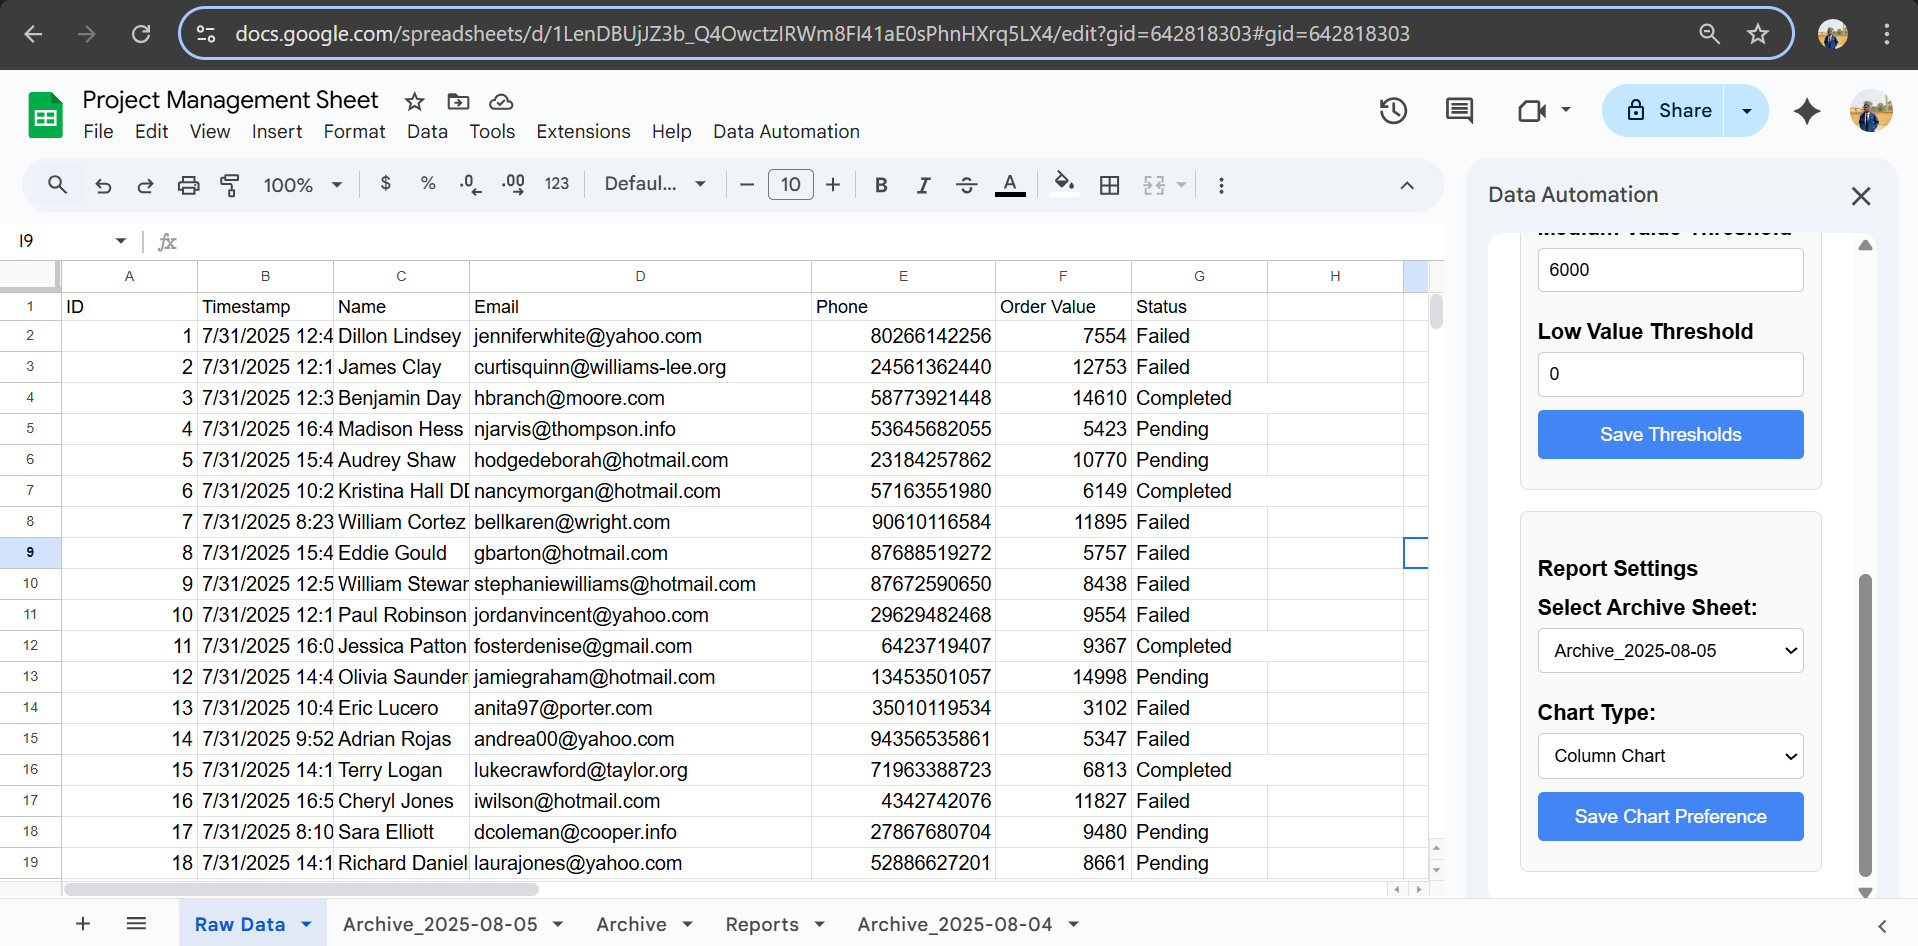 docs.google.com/spreadsheets/d/1LenDBUjJZ3b_Q4OwctzIRWm8FI41aE0sPhnHXrq5LX4/edit?gid=642818303#gid=642818303
Project Management Sheet
File Edit View Insert Format Data Tools Extensions Help Data Automation
Share
100% $ % .0 .00 123 Defaul... 10 B I A
I9 fx
A B C D E F G H
1 ID Timestamp Name Email Phone Order Value Status
2 1 7/31/2025 12:4 Dillon Lindsey jenniferwhite@yahoo.com 80266142256 7554 Failed
3 2 7/31/2025 12:1 James Clay curtisquinn@williams-lee.org 24561362440 12753 Failed
4 3 7/31/2025 12:3 Benjamin Day hbranch@moore.com 58773921448 14610 Completed
5 4 7/31/2025 16:4 Madison Hess njarvis@thompson.info 53645682055 5423 Pending
6 5 7/31/2025 15:4 Audrey Shaw hodgedeborah@hotmail.com 23184257862 10770 Pending
7 6 7/31/2025 10:2 Kristina Hall DD nancymorgan@hotmail.com 57163551980 6149 Completed
8 7 7/31/2025 8:23 William Cortez bellkaren@wright.com 90610116584 11895 Failed
9 8 7/31/2025 15:4 Eddie Gould gbarton@hotmail.com 87688519272 5757 Failed
10 9 7/31/2025 12:5 William Stewar stephaniewilliams@hotmail.com 87672590650 8438 Failed
11 10 7/31/2025 12:1 Paul Robinson jordanvincent@yahoo.com 29629482468 9554 Failed
12 11 7/31/2025 16:0 Jessica Patton fosterdenise@gmail.com 6423719407 9367 Completed
13 12 7/31/2025 14:4 Olivia Saunder jamiegraham@hotmail.com 13453501057 14998 Pending
14 13 7/31/2025 10:4 Eric Lucero anita97@porter.com 35010119534 3102 Failed
15 14 7/31/2025 9:52 Adrian Rojas andrea00@yahoo.com 94356535861 5347 Failed
16 15 7/31/2025 14:1 Terry Logan lukecrawford@taylor.org 71963388723 6813 Completed
17 16 7/31/2025 16:5 Cheryl Jones iwilson@hotmail.com 4342742076 11827 Failed
18 17 7/31/2025 8:10 Sara Elliott dcoleman@cooper.info 27867680704 9480 Pending
19 18 7/31/2025 14:1 Richard Daniel laurajones@yahoo.com 52886627201 8661 Pending
Data Automation
Medium Value Threshold
6000
Low Value Threshold
0
Save Thresholds
Report Settings
Select Archive Sheet:
Archive_2025-08-05
Chart Type:
Column Chart
Save Chart Preference
Raw Data Archive_2025-08-05 Archive Reports Archive_2025-08-04